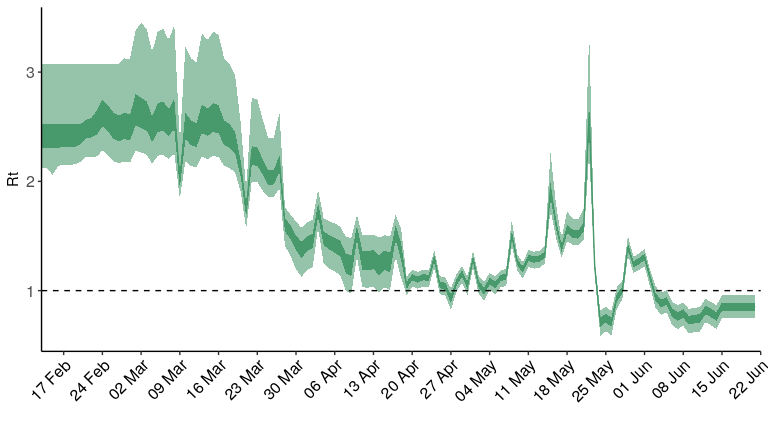 Rt
3
2
1
17 Feb
24 Feb
02 Mar
09 Mar
16 Mar
23 Mar
30 Mar
06 Apr
13 Apr
20 Apr
27 Apr
04 May
11 May
18 May
25 May
01 Jun
08 Jun
15 Jun
22 Jun